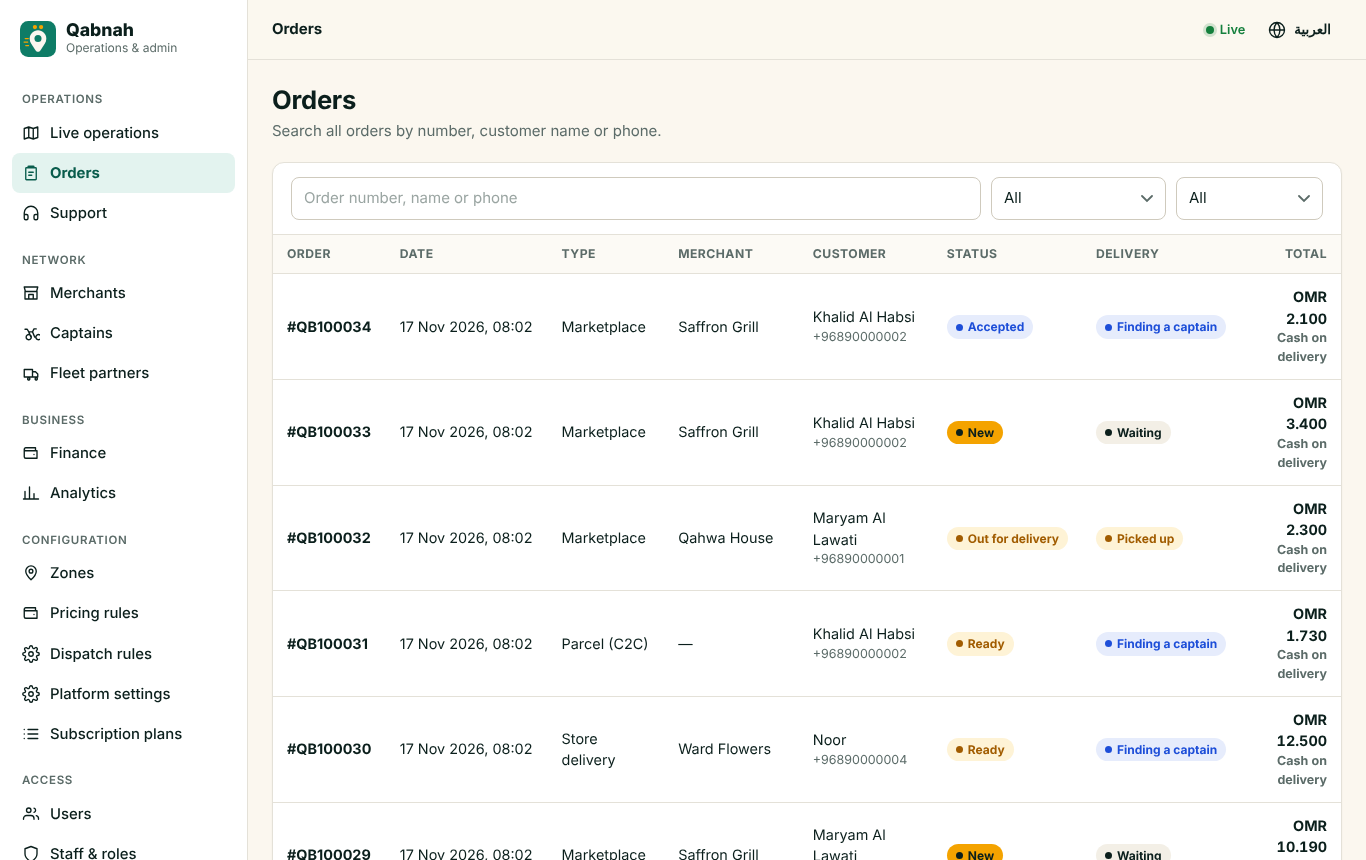 Qabnah
Operations & admin
OPERATIONS
Live operations
Orders
Support
NETWORK
Merchants
Captains
Fleet partners
BUSINESS
Finance
Analytics
CONFIGURATION
Zones
Pricing rules
Dispatch rules
Platform settings
Subscription plans
ACCESS
Users
Staff & roles
Orders
Live
العربية
Orders
Search all orders by number, customer name or phone.
Order number, name or phone
All
All
ORDER DATE TYPE MERCHANT CUSTOMER STATUS DELIVERY TOTAL
#QB100034 17 Nov 2026, 08:02 Marketplace Saffron Grill Khalid Al Habsi Accepted Finding a captain OMR
+96890000002 2.100
Cash on
delivery
#QB100033 17 Nov 2026, 08:02 Marketplace Saffron Grill Khalid Al Habsi New Waiting OMR
+96890000002 3.400
Cash on
delivery
#QB100032 17 Nov 2026, 08:02 Marketplace Qahwa House Maryam Al Out for delivery Picked up OMR
Lawati 2.300
+96890000001 Cash on
delivery
#QB100031 17 Nov 2026, 08:02 Parcel (C2C) — Khalid Al Habsi Ready Finding a captain OMR
+96890000002 1.730
Cash on
delivery
#QB100030 17 Nov 2026, 08:02 Store Ward Flowers Noor Ready Finding a captain OMR
delivery +96890000004 12.500
Cash on
delivery
#QB100029 17 Nov 2026, 08:02 Marketplace Saffron Grill Maryam Al New Waiting OMR
Lawati 10.190